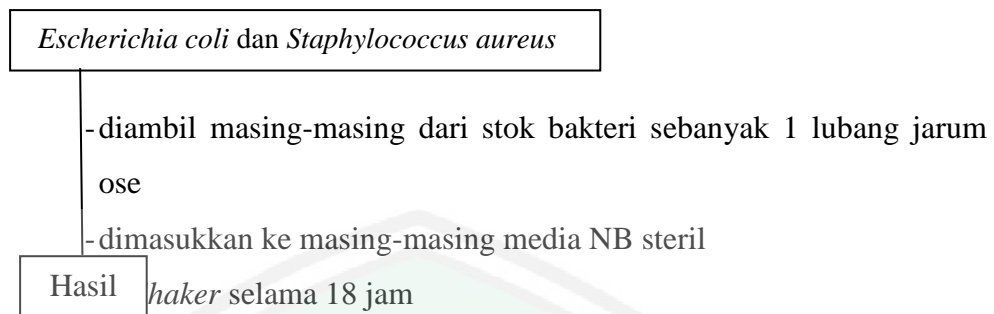 Escherichia coli dan Staphylococcus aureus
-diambil masing-masing dari stok bakteri sebanyak 1 lubang jarum
ose
-dimasukkan ke masing-masing media NB steril
Hasil
haker selama 18 jam